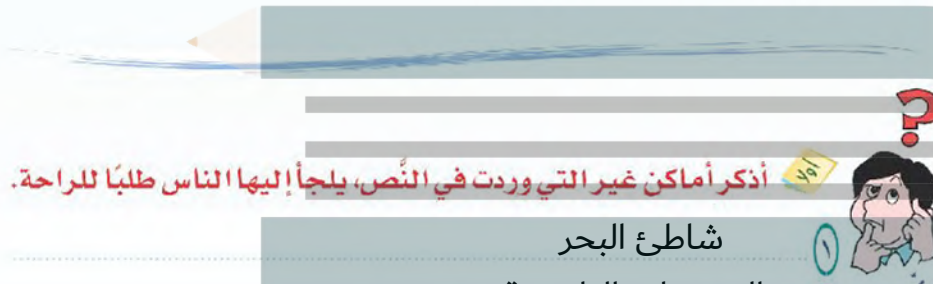 ؟
أولا أذكر أماكن غير التي وردت في النَّص، يلجأ إليها الناس طلبًا للراحة.
١ شاطئ البحر